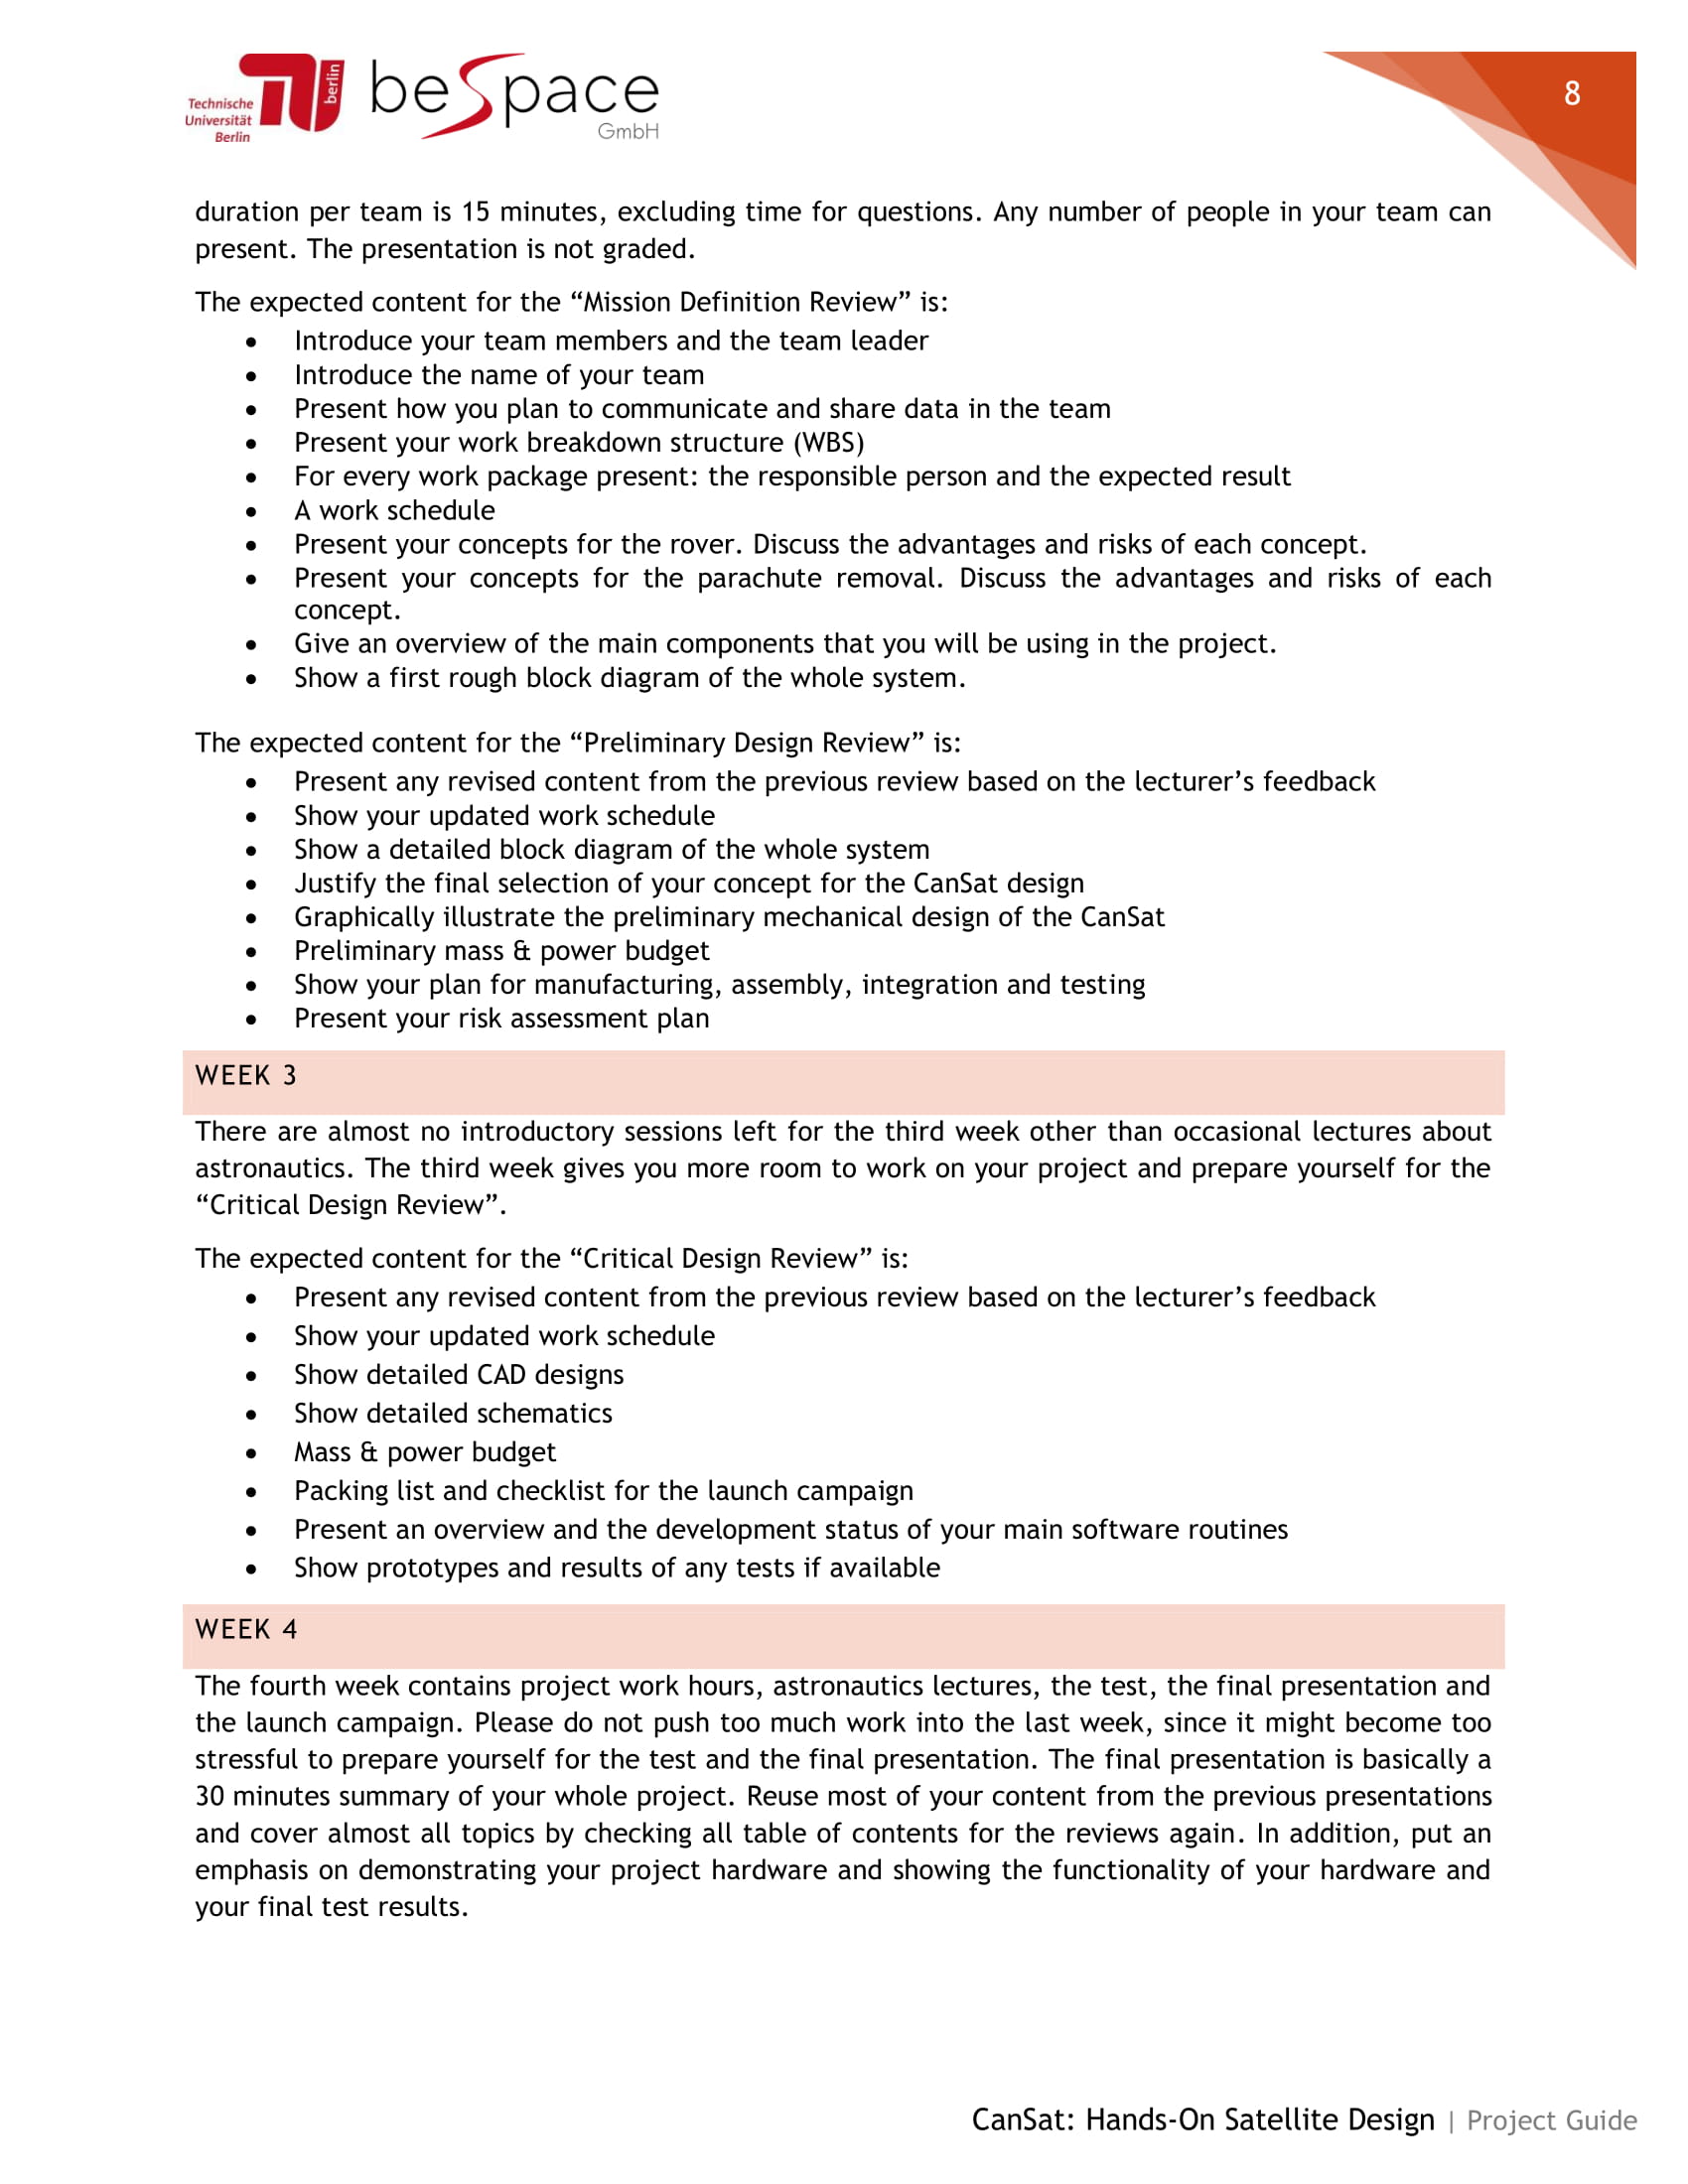 Technische
Universität
Berlin
berlin
beSpace
GmbH
8
duration per team is 15 minutes, excluding time for questions. Any number of people in your team can
present. The presentation is not graded.
The expected content for the “Mission Definition Review” is:
• Introduce your team members and the team leader
• Introduce the name of your team
• Present how you plan to communicate and share data in the team
• Present your work breakdown structure (WBS)
• For every work package present: the responsible person and the expected result
• A work schedule
• Present your concepts for the rover. Discuss the advantages and risks of each concept.
• Present your concepts for the parachute removal. Discuss the advantages and risks of each
concept.
• Give an overview of the main components that you will be using in the project.
• Show a first rough block diagram of the whole system.
The expected content for the “Preliminary Design Review” is:
• Present any revised content from the previous review based on the lecturer’s feedback
• Show your updated work schedule
• Show a detailed block diagram of the whole system
• Justify the final selection of your concept for the CanSat design
• Graphically illustrate the preliminary mechanical design of the CanSat
• Preliminary mass & power budget
• Show your plan for manufacturing, assembly, integration and testing
• Present your risk assessment plan
WEEK 3
There are almost no introductory sessions left for the third week other than occasional lectures about
astronautics. The third week gives you more room to work on your project and prepare yourself for the
“Critical Design Review”.
The expected content for the “Critical Design Review” is:
• Present any revised content from the previous review based on the lecturer’s feedback
• Show your updated work schedule
• Show detailed CAD designs
• Show detailed schematics
• Mass & power budget
• Packing list and checklist for the launch campaign
• Present an overview and the development status of your main software routines
• Show prototypes and results of any tests if available
WEEK 4
The fourth week contains project work hours, astronautics lectures, the test, the final presentation and
the launch campaign. Please do not push too much work into the last week, since it might become too
stressful to prepare yourself for the test and the final presentation. The final presentation is basically a
30 minutes summary of your whole project. Reuse most of your content from the previous presentations
and cover almost all topics by checking all table of contents for the reviews again. In addition, put an
emphasis on demonstrating your project hardware and showing the functionality of your hardware and
your final test results.
CanSat: Hands-On Satellite Design | Project Guide